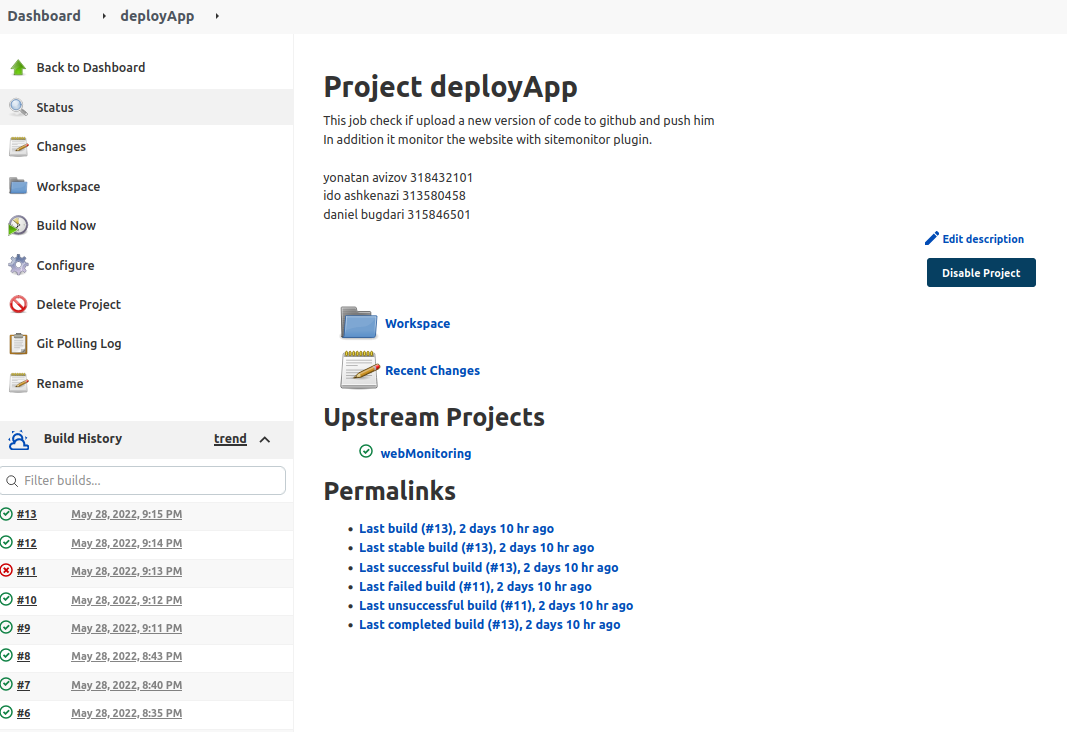 Dashboard
deployApp
Back to Dashboard
Status
Changes
Workspace
Build Now
Configure
Delete Project
Git Polling Log
Rename
Build History
trend
Filter builds...
#13 May 28, 2022, 9:15 PM
#12 May 28, 2022, 9:14 PM
#11 May 28, 2022, 9:13 PM
#10 May 28, 2022, 9:12 PM
#9 May 28, 2022, 9:11 PM
#8 May 28, 2022, 8:43 PM
#7 May 28, 2022, 8:40 PM
#6 May 28, 2022, 8:35 PM
Project deployApp
This job check if upload a new version of code to github and push him
In addition it monitor the website with sitemonitor plugin.
yonatan avizov 318432101
ido ashkenazi 313580458
daniel bugdari 315846501
Edit description
Disable Project
Workspace
Recent Changes
Upstream Projects
webMonitoring
Permalinks
Last build (#13), 2 days 10 hr ago
Last stable build (#13), 2 days 10 hr ago
Last successful build (#13), 2 days 10 hr ago
Last failed build (#11), 2 days 10 hr ago
Last unsuccessful build (#11), 2 days 10 hr ago
Last completed build (#13), 2 days 10 hr ago